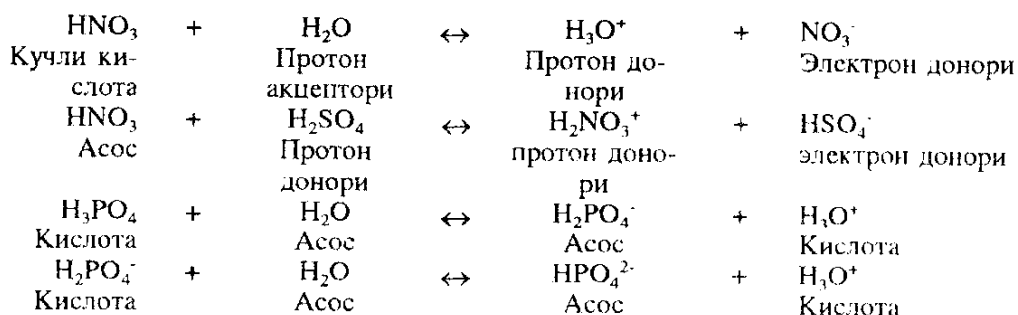 HNO₃ + H₂O ↔ H₃O⁺ + NO₃⁻
Кучли ки- Протон Протон до- Электрон донори
слота акцептори нори
HNO₃ + H₂SO₄ ↔ H₂NO₃⁺ + HSO₄⁻
Асос Протон протон доно- электрон донори
донори ри
H₃PO₄ + H₂O ↔ H₂PO₄⁻ + H₃O⁺
Кислота Асос Асос Кислота
H₂PO₄⁻ + H₂O ↔ HPO₄²⁻ + H₃O⁺
Кислота Асос Асос Кислота